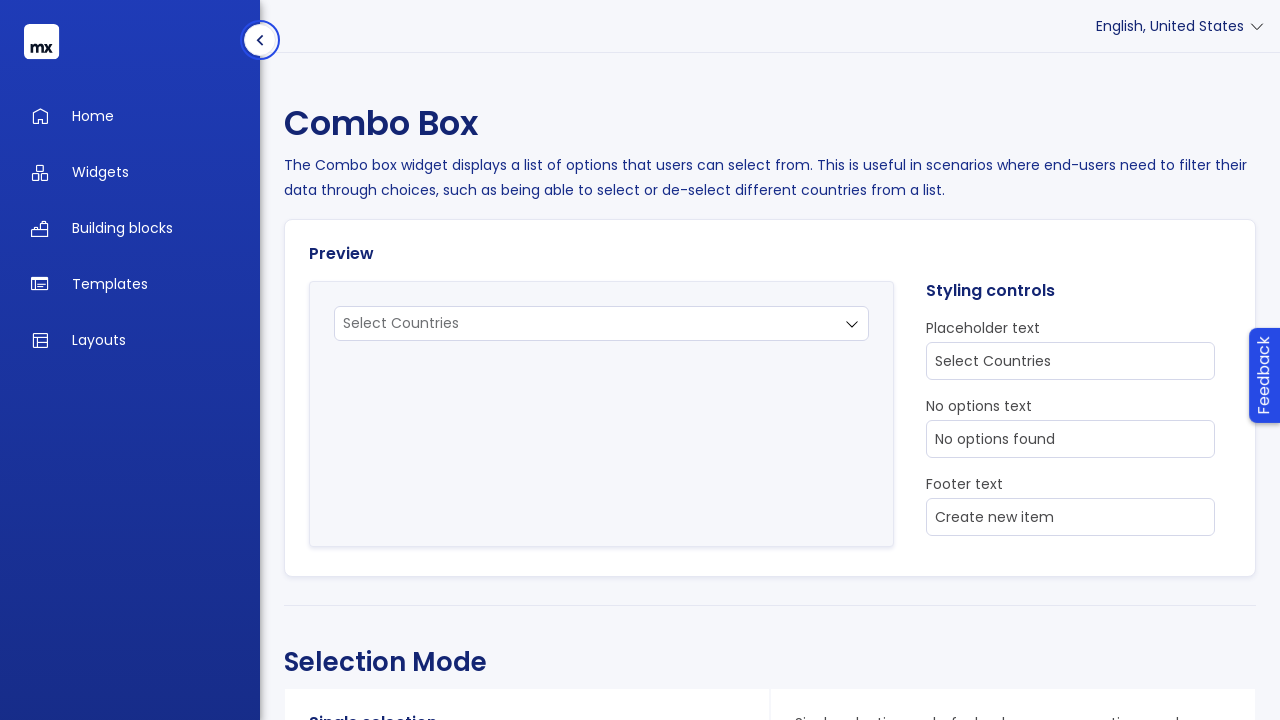 English, United States
mx
Home
Widgets
Building blocks
Templates
Layouts
Combo Box
The Combo box widget displays a list of options that users can select from. This is useful in scenarios where end-users need to filter their
data through choices, such as being able to select or de-select different countries from a list.
Preview
Select Countries
Styling controls
Placeholder text
Select Countries
No options text
No options found
Footer text
Create new item
Feedback
Selection Mode
Single selection